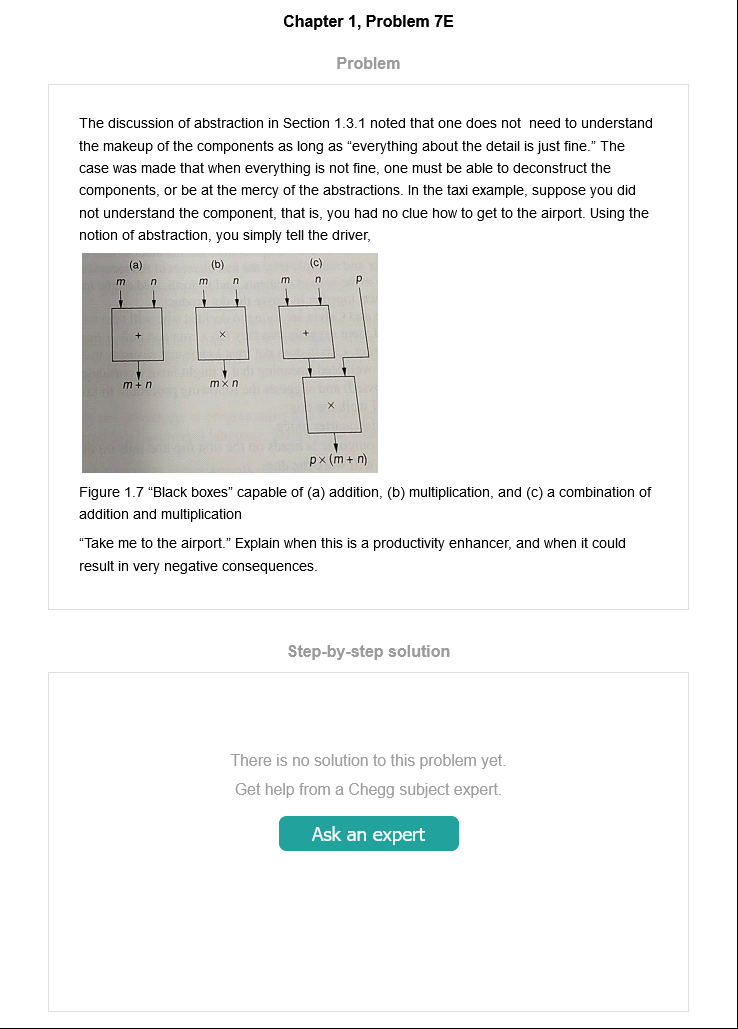 Chapter 1, Problem 7E
Problem
The discussion of abstraction in Section 1.3.1 noted that one does not  need to understand
the makeup of the components as long as “everything about the detail is just fine.” The
case was made that when everything is not fine, one must be able to deconstruct the
components, or be at the mercy of the abstractions. In the taxi example, suppose you did
not understand the component, that is, you had no clue how to get to the airport. Using the
notion of abstraction, you simply tell the driver,
(a) (b) (c)
m n m n m n p
+ × +
m + n m × n
×
p × (m + n)
Figure 1.7 “Black boxes” capable of (a) addition, (b) multiplication, and (c) a combination of
addition and multiplication
“Take me to the airport.” Explain when this is a productivity enhancer, and when it could
result in very negative consequences.
Step-by-step solution
There is no solution to this problem yet.
Get help from a Chegg subject expert.
Ask an expert